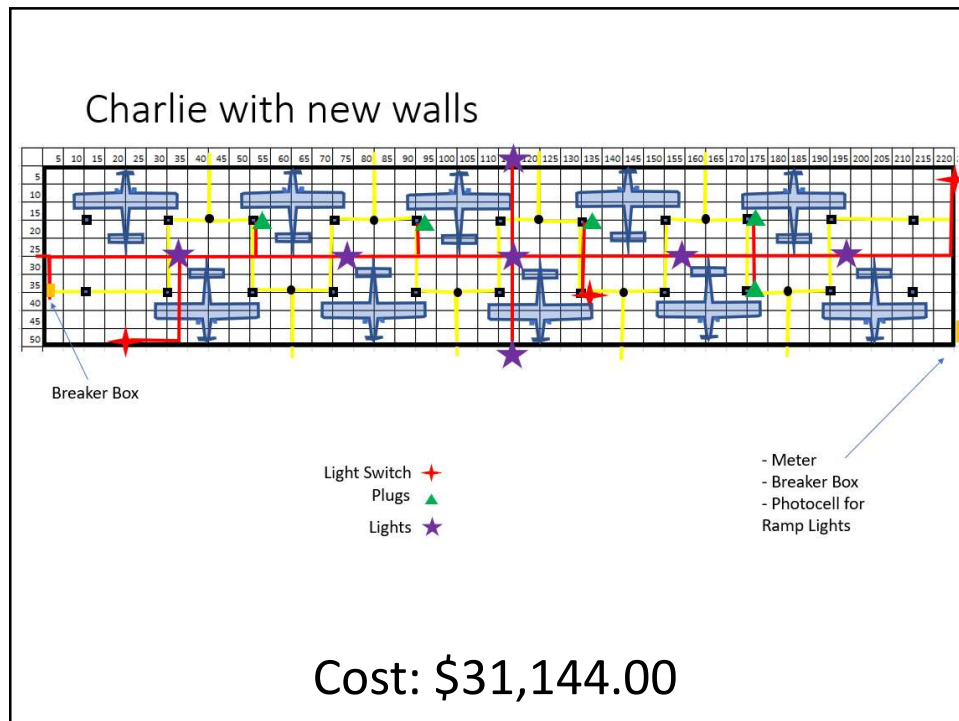 Charlie with new walls
5 10 15 20 25 30 35 40 45 50 55 60 65 70 75 80 85 90 95 100 105 110 115 120 125 130 135 140 145 150 155 160 165 170 175 180 185 190 195 200 205 210 215 220
5
10
15
20
25
30
35
40
45
50
Breaker Box
Light Switch
Plugs
Lights
- Meter
- Breaker Box
- Photocell for
Ramp Lights
Cost: $31,144.00